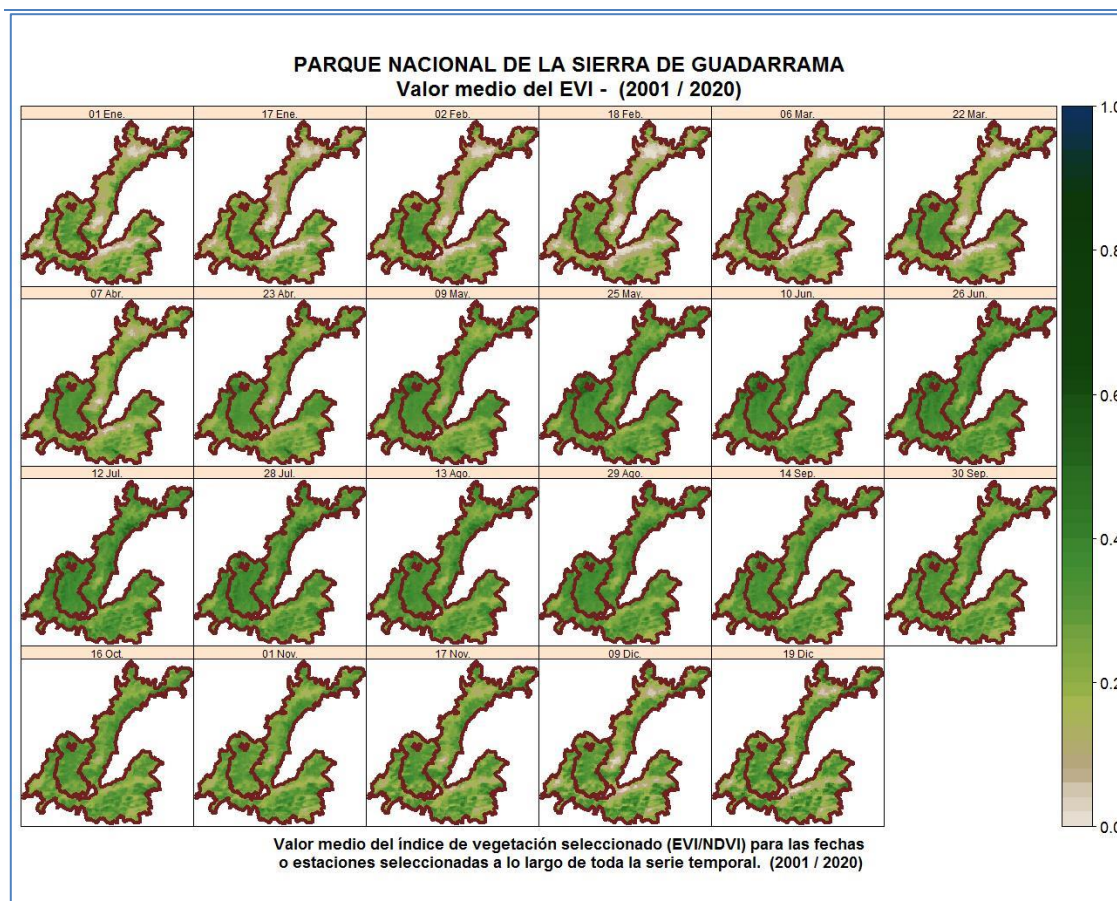 PARQUE NACIONAL DE LA SIERRA DE GUADARRAMA
Valor medio del EVI - (2001 / 2020)
01 Ene. 17 Ene. 02 Feb. 18 Feb. 06 Mar. 22 Mar.
07 Abr. 23 Abr. 09 May. 25 May. 10 Jun. 26 Jun.
12 Jul. 28 Jul. 13 Ago. 29 Ago. 14 Sep. 30 Sep.
16 Oct. 01 Nov. 17 Nov. 09 Dic. 19 Dic
1.0
0.8
0.6
0.4
0.2
0.0
Valor medio del índice de vegetación seleccionado (EVI/NDVI) para las fechas
o estaciones seleccionadas a lo largo de toda la serie temporal. (2001 / 2020)